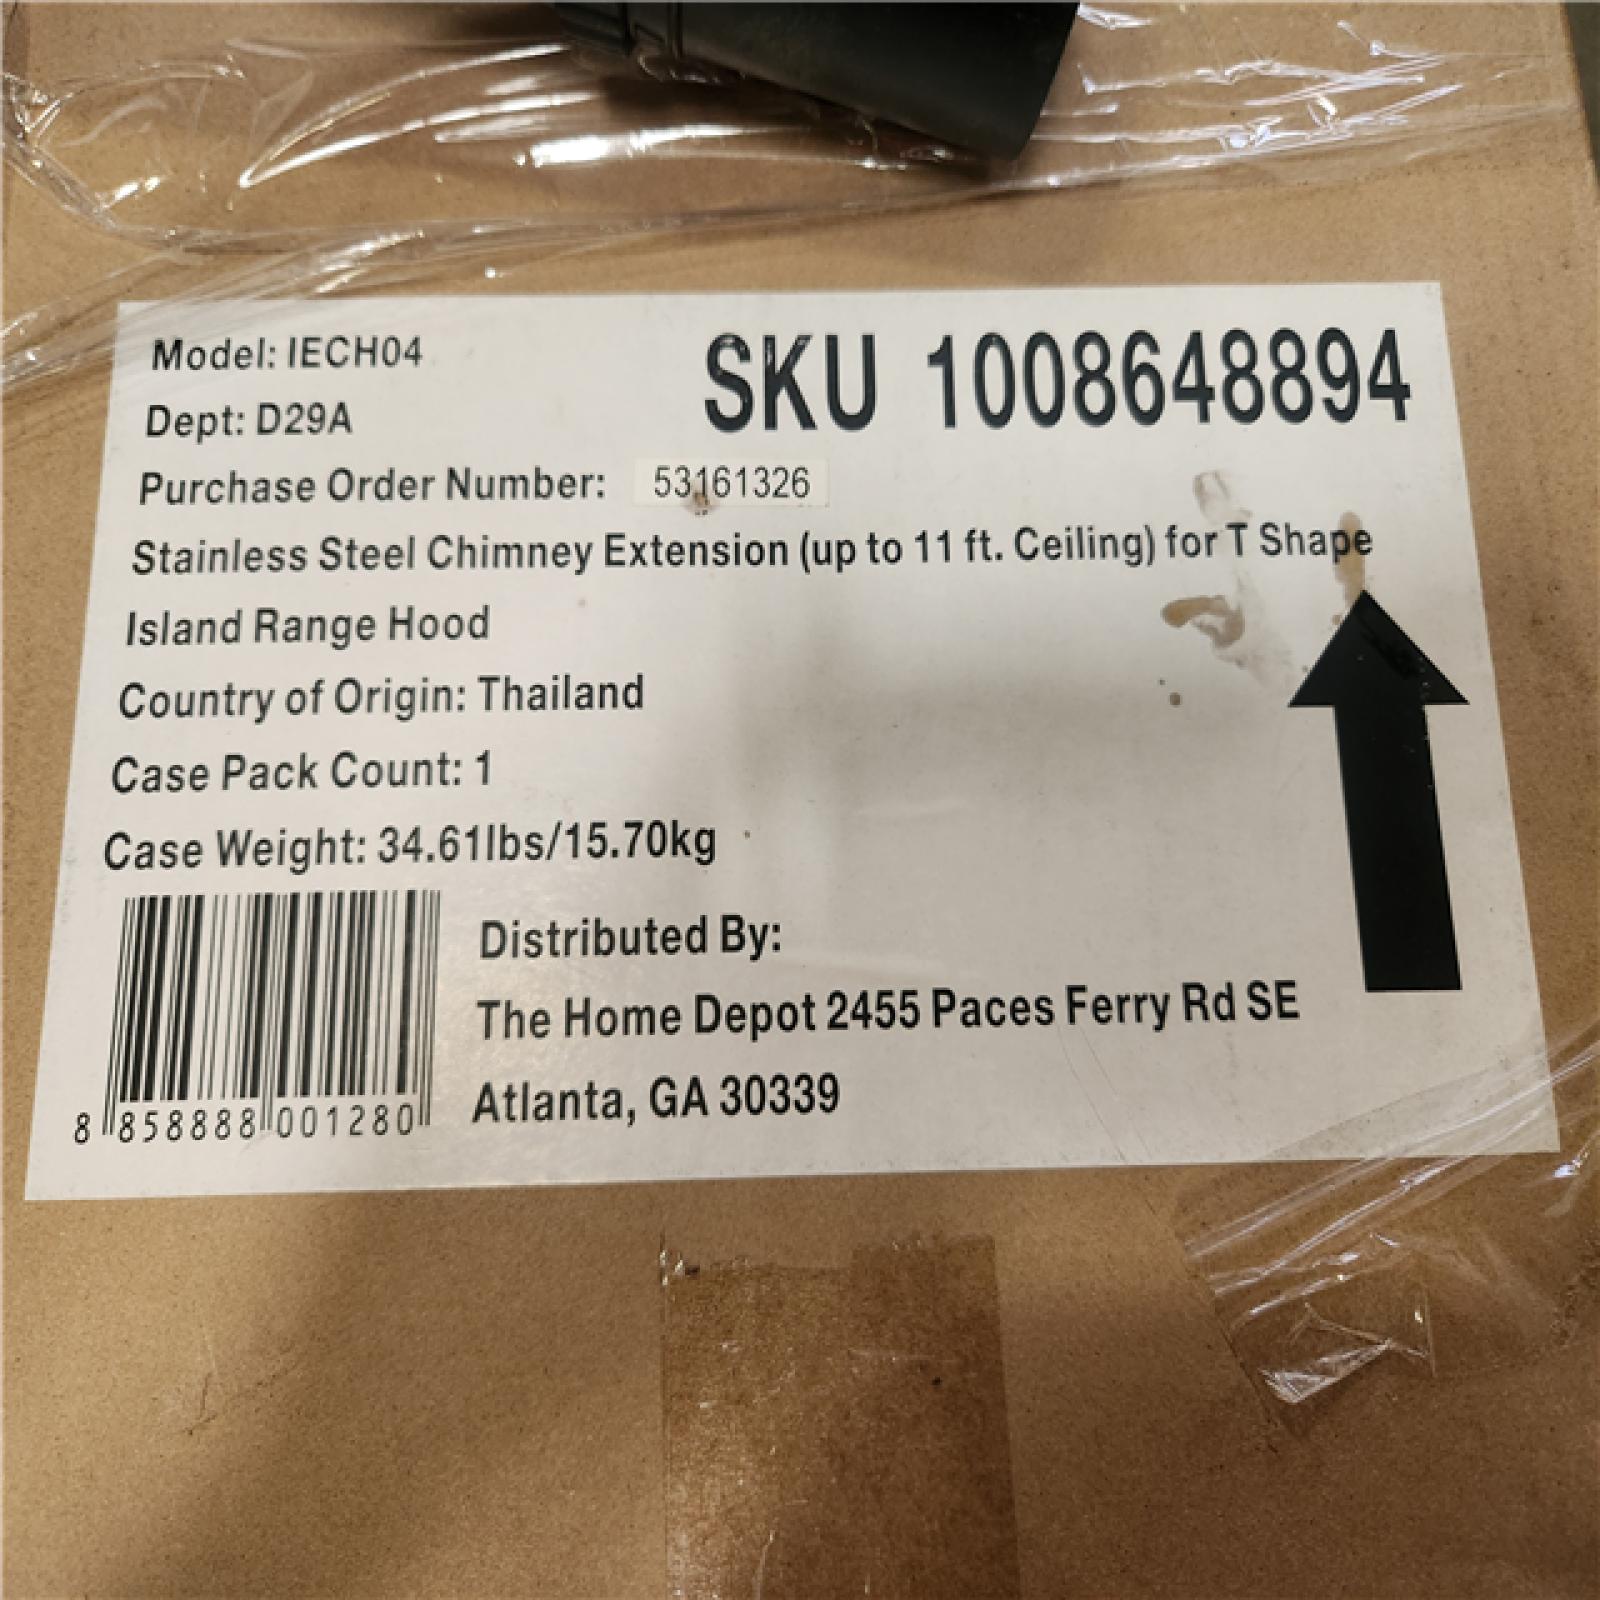 Model: IECH04
SKU 1008648894
Dept: D29A
Purchase Order Number: 53161326
Stainless Steel Chimney Extension (up to 11 ft. Ceiling) for T Shape
Island Range Hood
Country of Origin: Thailand
Case Pack Count: 1
Case Weight: 34.61lbs/15.70kg
Distributed By:
The Home Depot 2455 Paces Ferry Rd SE
Atlanta, GA 30339
8 858888 001280